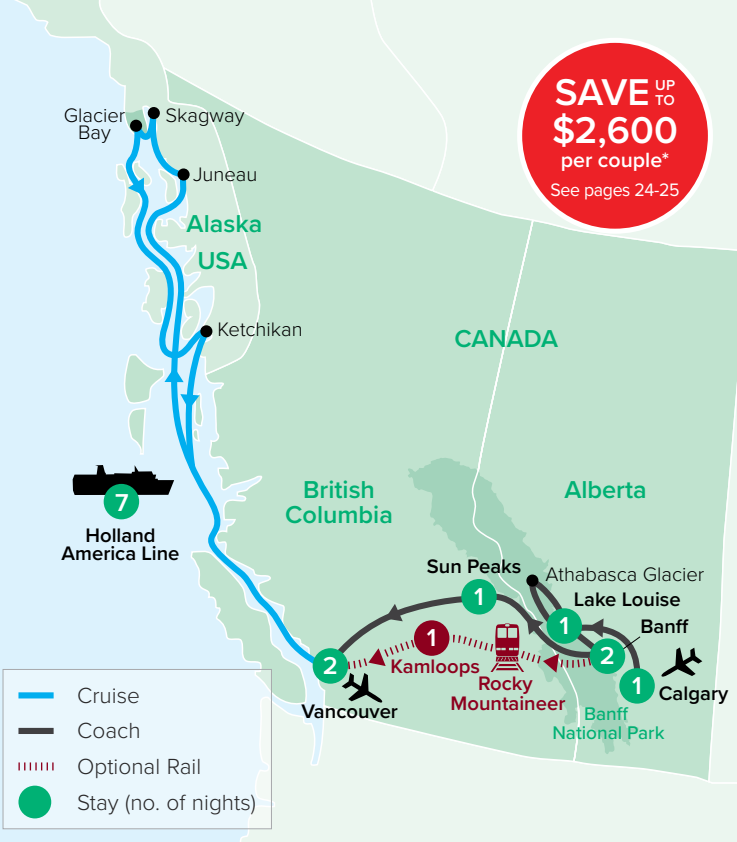 SAVE UP TO
$2,600
per couple*
See pages 24-25
Glacier
Bay
Skagway
Juneau
Alaska
USA
Ketchikan
CANADA
7
Holland
America Line
British
Columbia
Alberta
Sun Peaks
1
Athabasca Glacier
Lake Louise
1
Banff
2
1
Calgary
1
Kamloops
Rocky
Mountaineer
2
Vancouver
Banff
National Park
Cruise
Coach
Optional Rail
Stay (no. of nights)